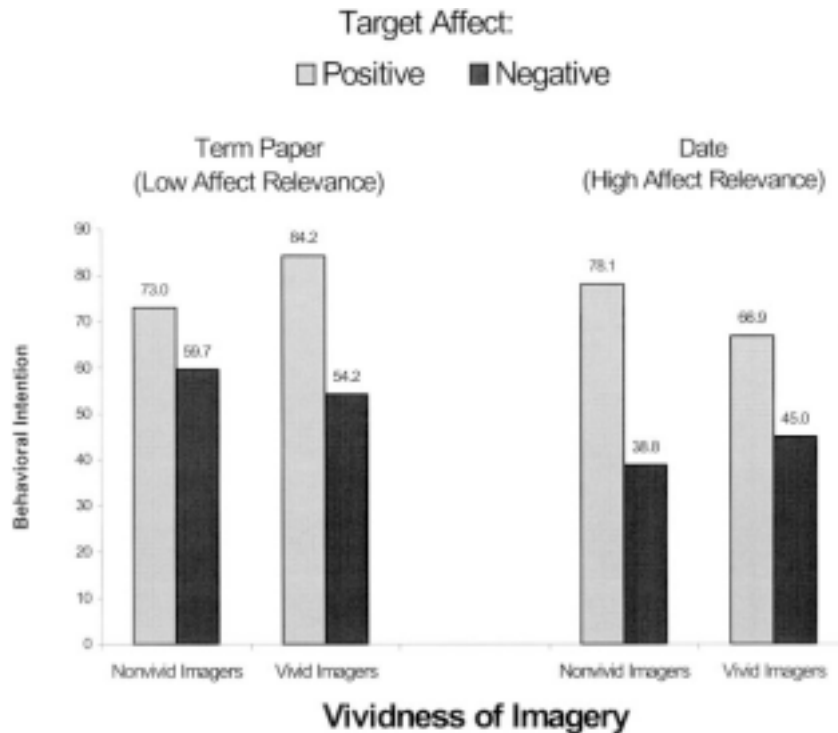 Target Affect:
Positive Negative
Term Paper
(Low Affect Relevance)
Date
(High Affect Relevance)
Behavioral Intention
90
80
70
60
50
40
30
20
10
0
73.0
59.7
84.2
54.2
78.1
38.8
66.9
45.0
Nonvivid Imagers
Vivid Imagers
Nonvivid Imagers
Vivid Imagers
Vividness of Imagery